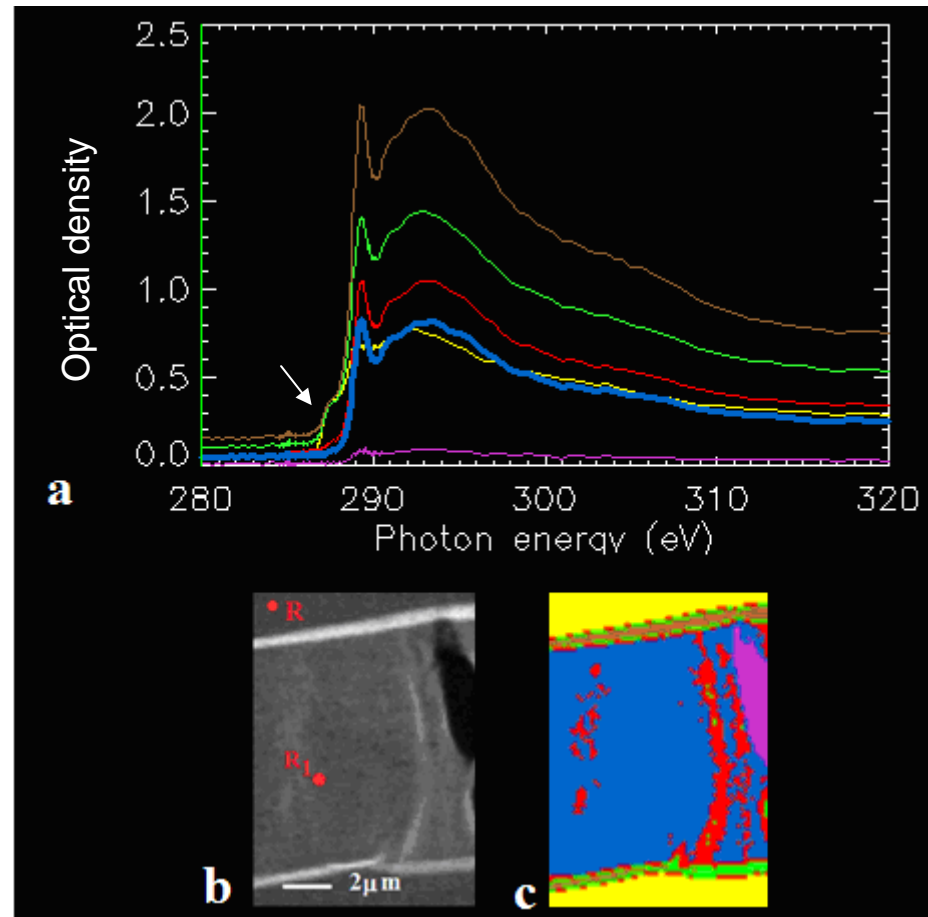 2.5
2.0
1.5
1.0
0.5
0.0
Optical density
a
280 290 300 310 320
Photon energy (eV)
R
R1
b
2μm
c